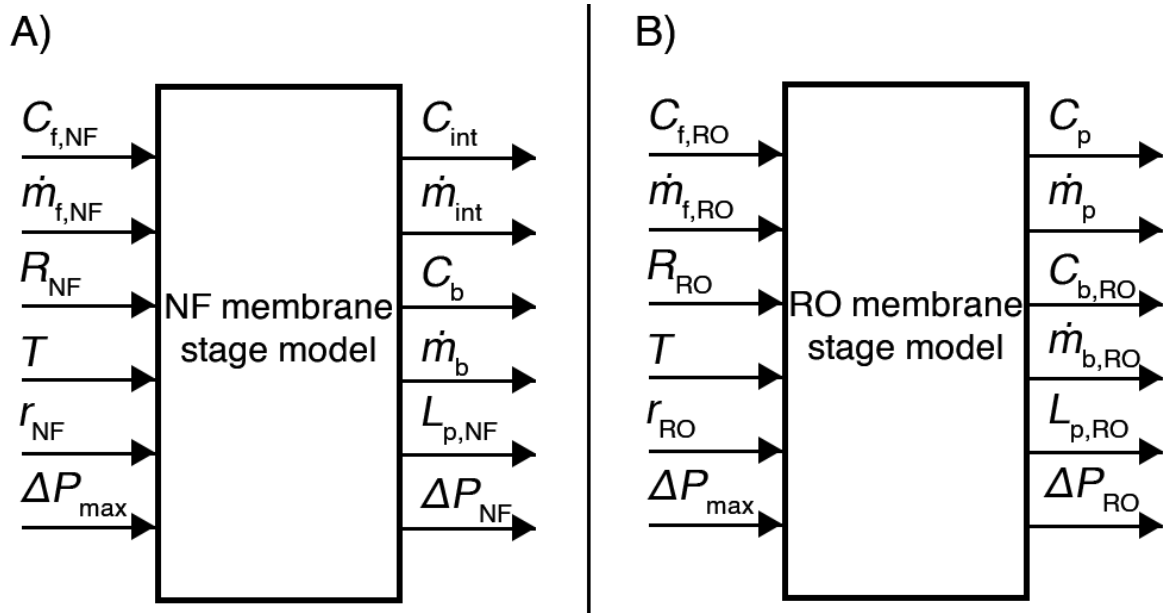 A)
C_f,NF
ṁ_f,NF
R_NF
T
r_NF
ΔP_max
NF membrane
stage model
C_int
ṁ_int
C_b
ṁ_b
L_p,NF
ΔP_NF
B)
C_f,RO
ṁ_f,RO
R_RO
T
r_RO
ΔP_max
RO membrane
stage model
C_p
ṁ_p
C_b,RO
ṁ_b,RO
L_p,RO
ΔP_RO